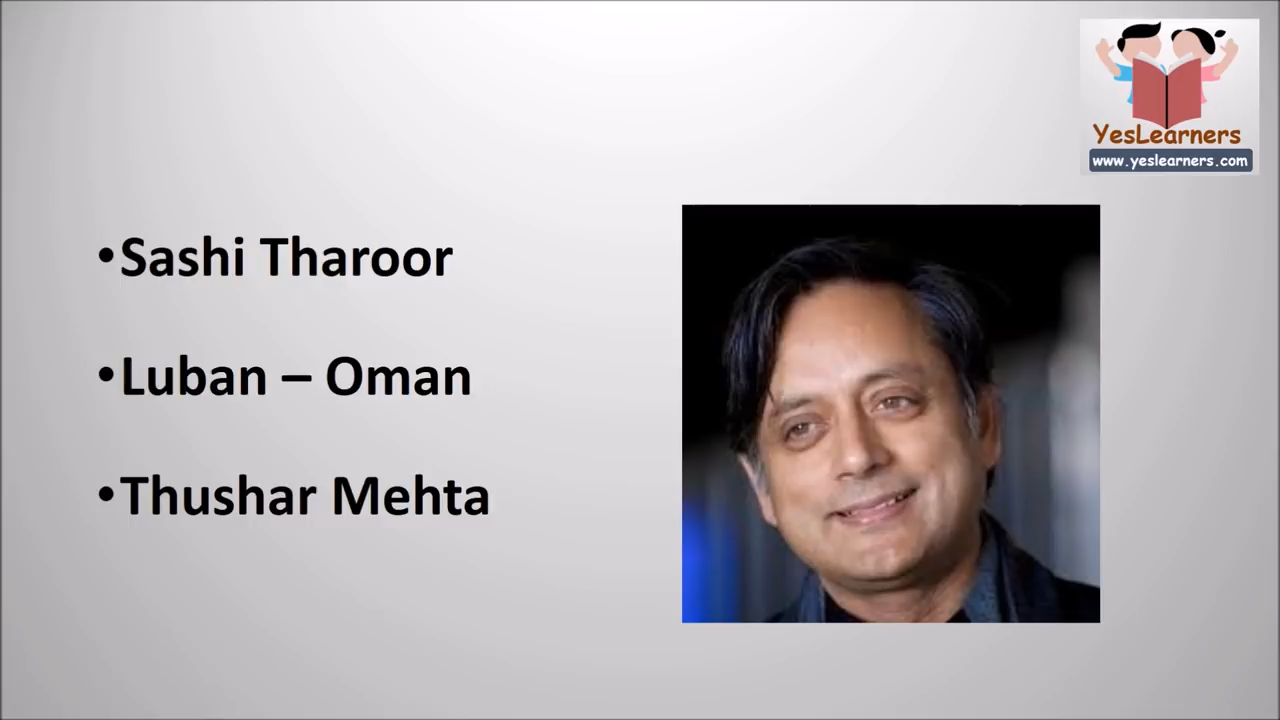 YesLearners
www.yeslearners.com
•Sashi Tharoor
•Luban – Oman
•Thushar Mehta